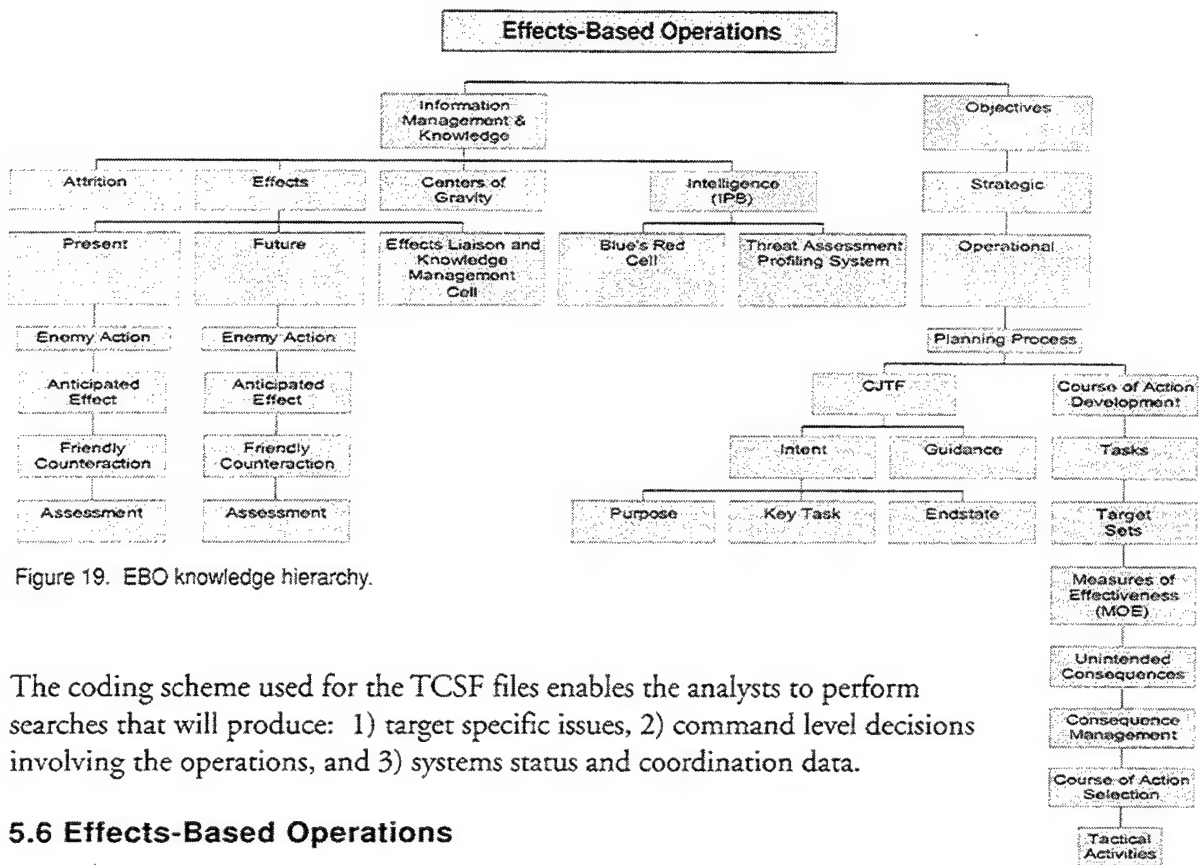 Effects-Based Operations
Information
Management &
Knowledge
Objectives
Attrition
Effects
Centers of
Gravity
Intelligence
(IPB)
Strategic
Present
Future
Effects Liaison and
Knowledge
Management
Cell
Blue's Red
Cell
Threat Assessment
Profiling System
Operational
Enemy Action
Enemy Action
Planning Process
Anticipated
Effect
Anticipated
Effect
CJTF
Course of Action
Development
Friendly
Counteraction
Friendly
Counteraction
Intent
Guidance
Tasks
Assessment
Assessment
Purpose
Key Task
Endstate
Target
Sets
Figure 19. EBO knowledge hierarchy.
Measures of
Effectiveness
(MOE)
Unintended
Consequences
Consequence
Management
Course of Action
Selection
Tactical
Activities
The coding scheme used for the TCSF files enables the analysts to perform
searches that will produce: 1) target specific issues, 2) command level decisions
involving the operations, and 3) systems status and coordination data.
5.6 Effects-Based Operations